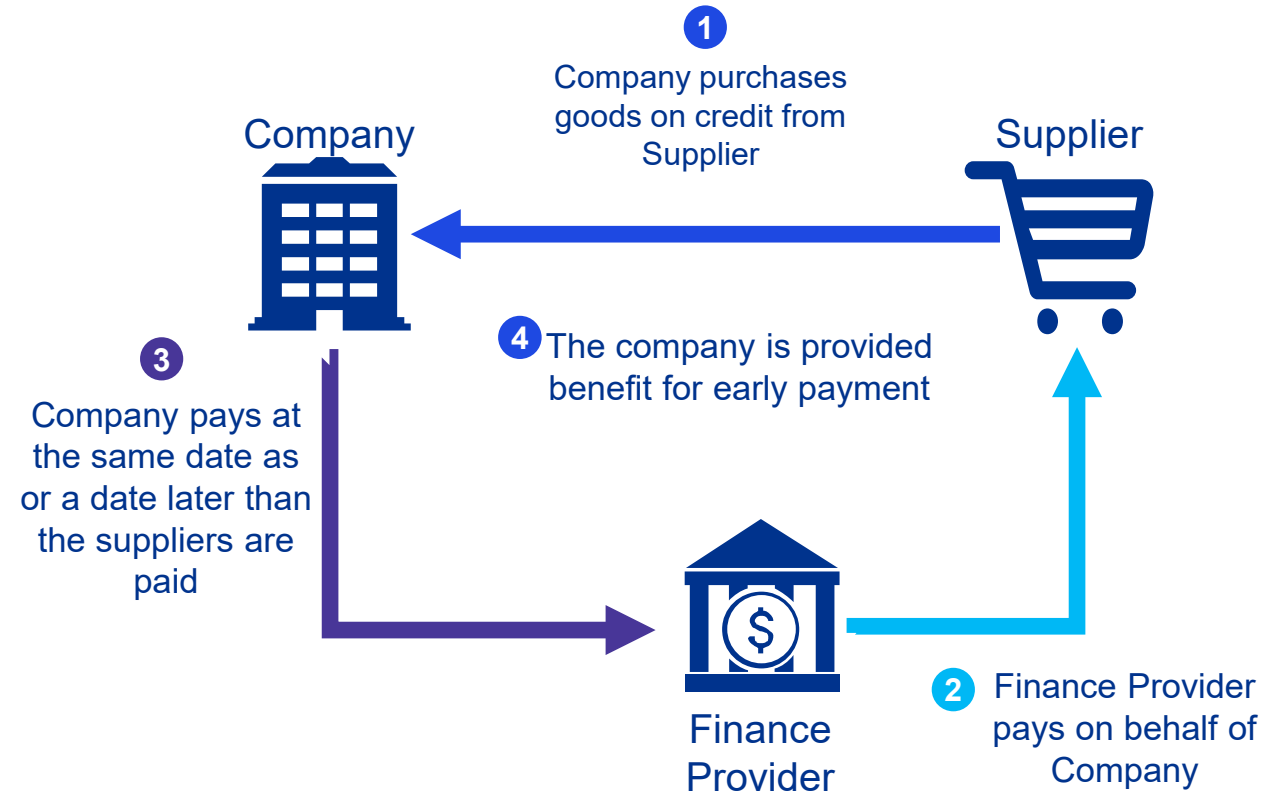 1
Company purchases
goods on credit from
Supplier
Company
Supplier
4
The company is provided
benefit for early payment
3
Company pays at
the same date as
or a date later than
the suppliers are
paid
$
Finance
Provider
2
Finance Provider
pays on behalf of
Company